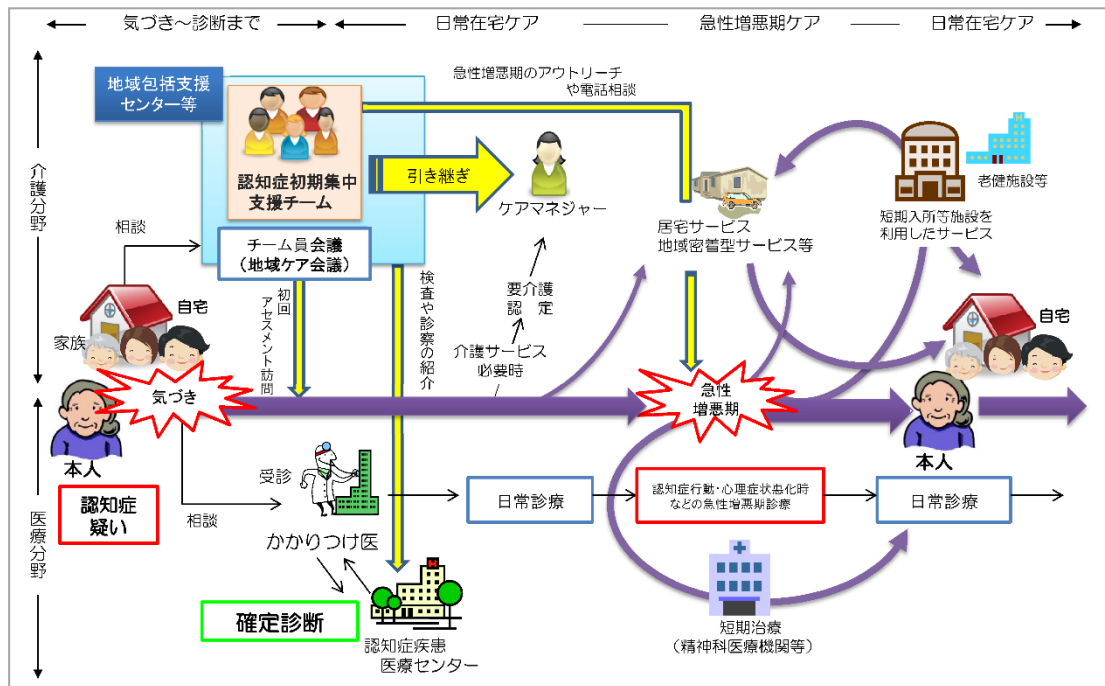 気づき～診断まで
日常在宅ケア
急性増悪期ケア
日常在宅ケア
介護分野
医療分野
地域包括支援
センター等
認知症初期集中
支援チーム
チーム員会議
（地域ケア会議）
急性増悪期のアウトリーチ
や電話相談
引き継ぎ
ケアマネジャー
居宅サービス
地域密着型サービス等
老健施設等
短期入所等施設を
利用したサービス
相談
自宅
家族
気づき
本人
認知症
疑い
初回
アセスメント訪問
検査や診察の紹介
要介護
認 定
介護サービス
必要時
急性
増悪期
自宅
本人
相談
受診
かかりつけ医
日常診療
認知症行動・心理症状悪化時
などの急性増悪期診療
日常診療
確定診断
認知症疾患
医療センター
短期治療
（精神科医療機関等）